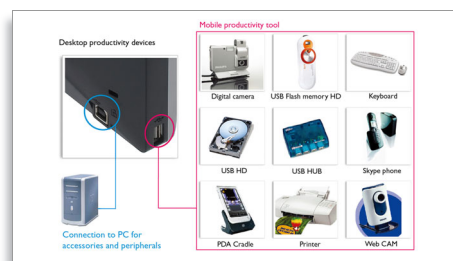 Mobile productivity tool
Desktop productivity devices
Digital camera
USB Flash memory HD
Keyboard
USB HD
USB HUB
Skype phone
PDA Cradle
Printer
Web CAM
Connection to PC for
accessories and peripherals